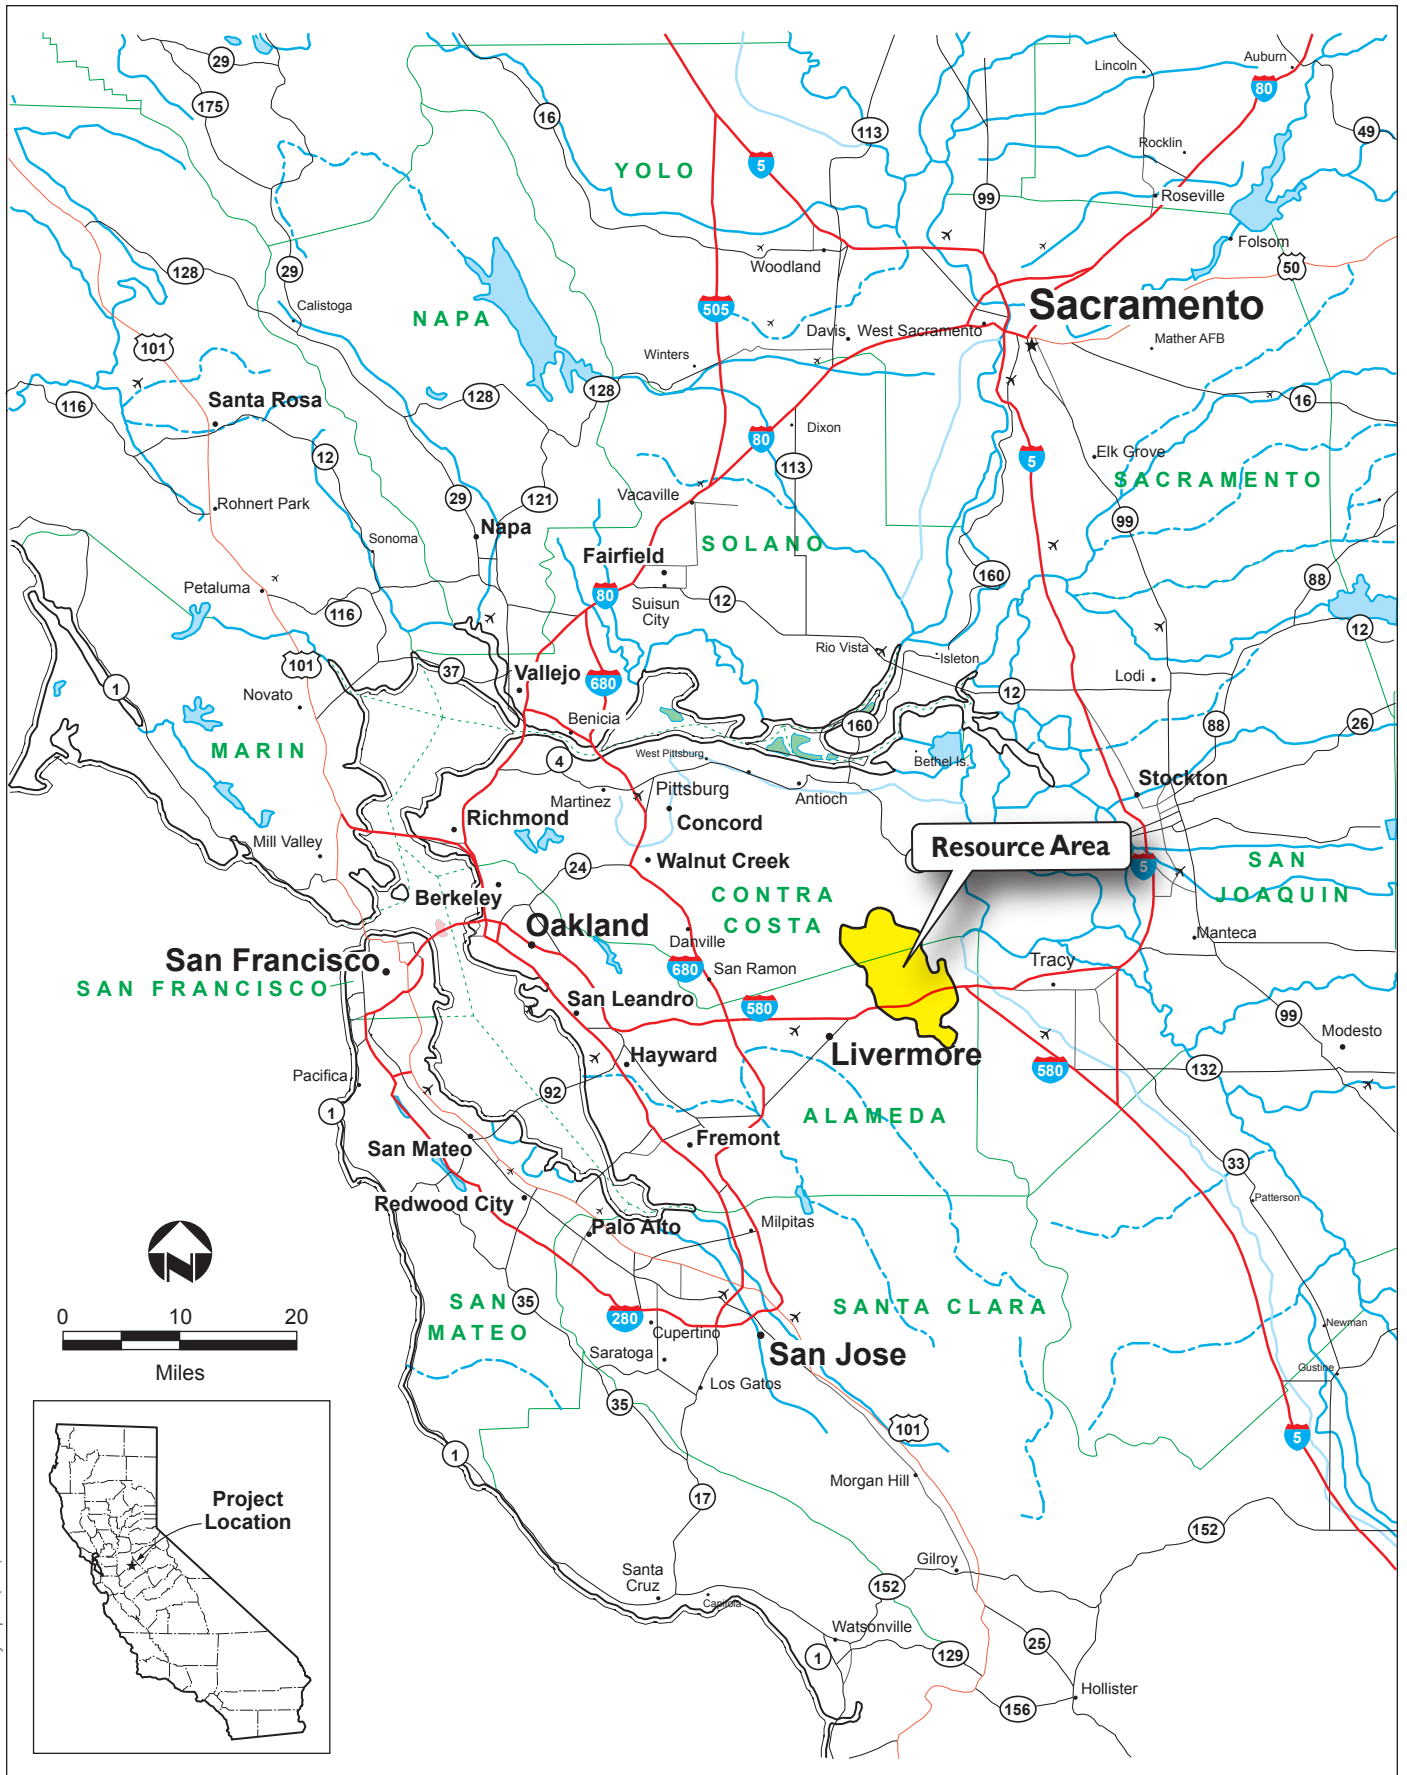 29
Auburn
Lincoln
80
175
16
113
49
Rocklin
YOLO
5
99
Roseville
Folsom
128
29
Woodland
50
Calistoga
NAPA
505
Sacramento
101
Davis
West Sacramento
Mather AFB
Winters
128
116
Santa Rosa
128
16
80
Dixon
12
113
5
Elk Grove
SACRAMENTO
29
121
Vacaville
Rohnert Park
99
Napa
Sonoma
SOLANO
Fairfield
160
88
Petaluma
80
Suisun
City
12
116
12
Rio Vista
Isleton
101
37
Vallejo
680
Lodi
1
12
Novato
Benicia
160
88
26
MARIN
West Pittsburg
Bethel Is.
4
Stockton
Martinez
Pittsburg
Antioch
Richmond
Concord
Mill Valley
Resource Area
24
Walnut Creek
5
SAN
JOAQUIN
CONTRA
COSTA
Berkeley
Oakland
Danville
Manteca
San Francisco
680
San Ramon
Tracy
SAN FRANCISCO
San Leandro
580
99
Modesto
Livermore
Hayward
580
132
Pacifica
92
1
ALAMEDA
San Mateo
Fremont
33
Redwood City
Patterson
Palo Alto
Milpitas
0
10
20
Miles
SAN
MATEO
35
280
SANTA CLARA
Cupertino
Newman
San Jose
Saratoga
Gustine
Los Gatos
35
101
5
1
Morgan Hill
17
152
Project
Location
Gilroy
Santa
Cruz
152
Capitola
Watsonville
1
129
25
Hollister
156
N